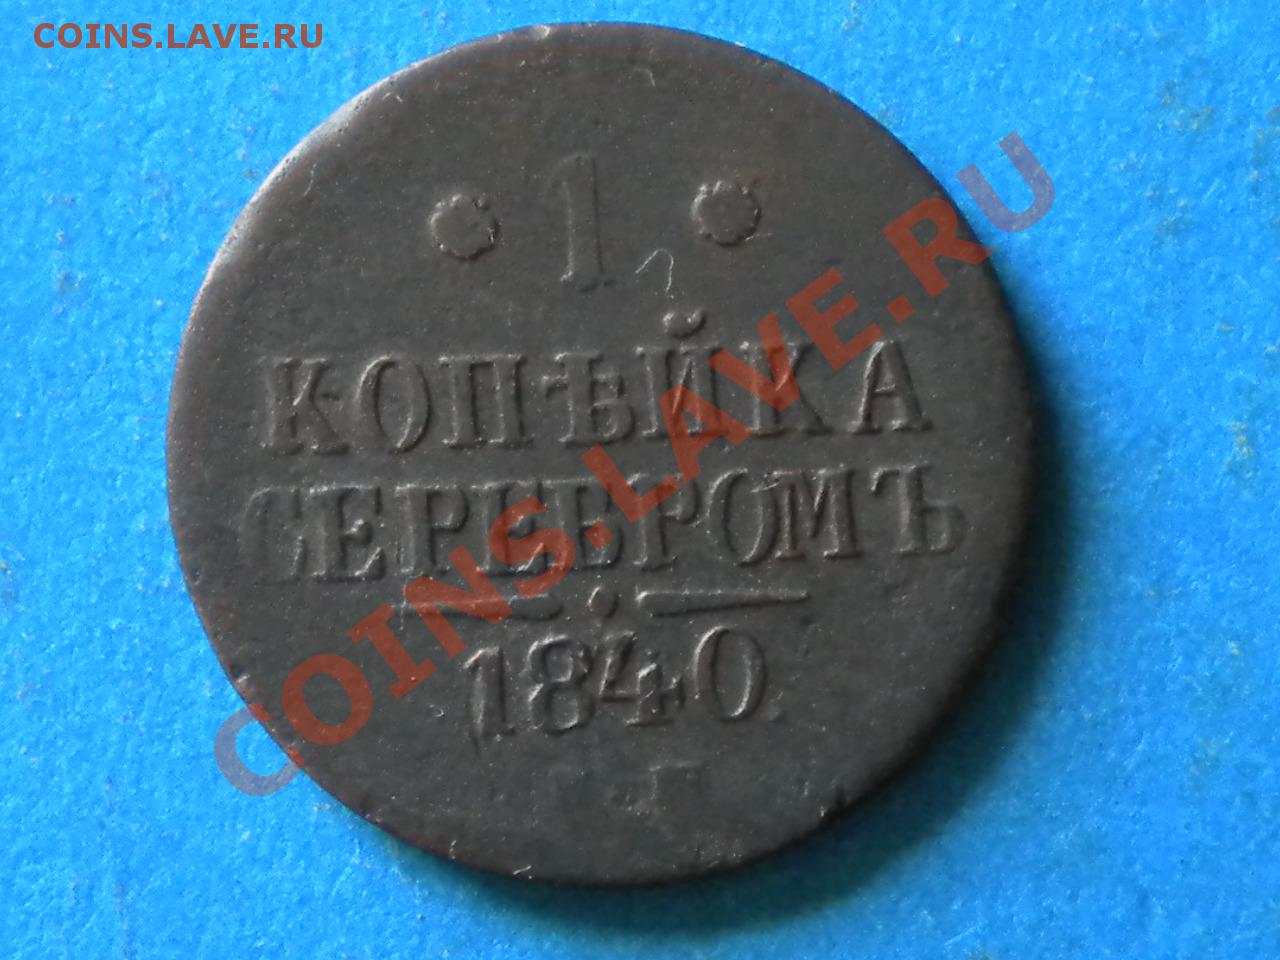 COINS.LAVE.RU
1
КОПѢЙКА
СЕРЕБРОМЪ
1840.
COINS.LAVE.RU